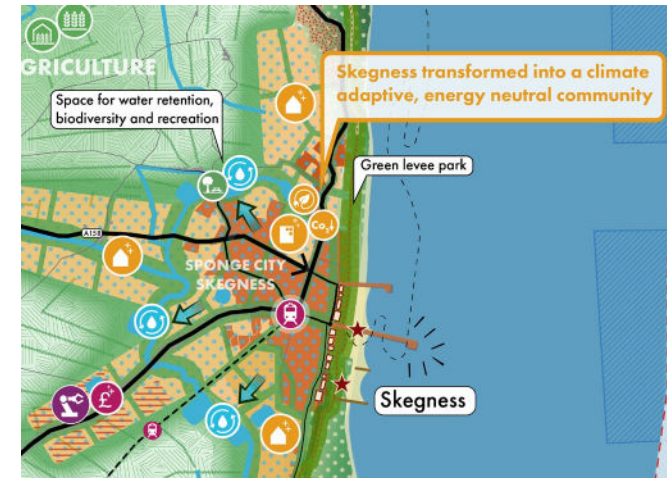 GRICULTURE
Skegness transformed into a climate
adaptive, energy neutral community
Space for water retention,
biodiversity and recreation
Green levee park
Co₂↓
A158
SPONGE CITY
SKEGNESS
£
Skegness